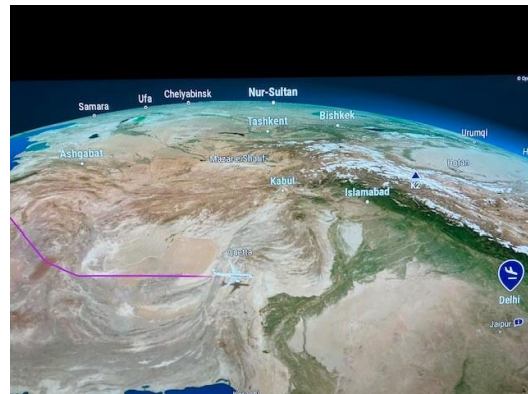 Nur-Sultan
Chelyabinsk
Ufa
Samara
Bishkek
Tashkent
Urumqi
Ashgabat
Mazar-e Sharif
Hotan
K2
Kabul
Islamabad
Quetta
Delhi
Jaipur